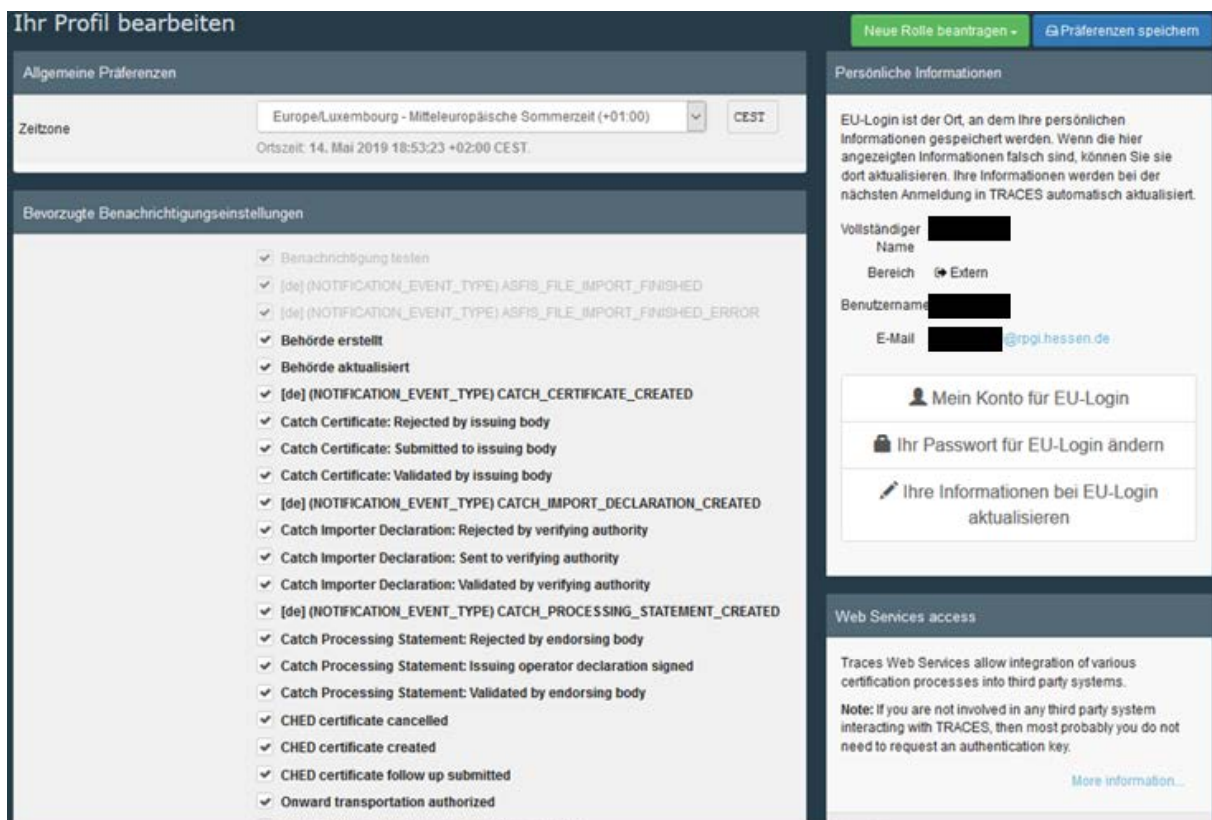 Ihr Profil bearbeiten
Neue Rolle beantragen
Präferenzen speichern
Allgemeine Präferenzen
Zeitzone
Europe/Luxembourg - Mitteleuropäische Sommerzeit (+01:00)
CEST
Ortszeit: 14. Mai 2019 18:53:23 +02:00 CEST.
Bevorzugte Benachrichtigungseinstellungen
Benachrichtigung testen
[de] (NOTIFICATION_EVENT_TYPE) ASFIS_FILE_IMPORT_FINISHED
[de] (NOTIFICATION_EVENT_TYPE) ASFIS_FILE_IMPORT_FINISHED_ERROR
Behörde erstellt
Behörde aktualisiert
[de] (NOTIFICATION_EVENT_TYPE) CATCH_CERTIFICATE_CREATED
Catch Certificate: Rejected by issuing body
Catch Certificate: Submitted to issuing body
Catch Certificate: Validated by issuing body
[de] (NOTIFICATION_EVENT_TYPE) CATCH_IMPORT_DECLARATION_CREATED
Catch Importer Declaration: Rejected by verifying authority
Catch Importer Declaration: Sent to verifying authority
Catch Importer Declaration: Validated by verifying authority
[de] (NOTIFICATION_EVENT_TYPE) CATCH_PROCESSING_STATEMENT_CREATED
Catch Processing Statement: Rejected by endorsing body
Catch Processing Statement: Issuing operator declaration signed
Catch Processing Statement: Validated by endorsing body
CHED certificate cancelled
CHED certificate created
CHED certificate follow up submitted
Onward transportation authorized
Persönliche Informationen
EU-Login ist der Ort, an dem Ihre persönlichen
Informationen gespeichert werden. Wenn die hier
angezeigten Informationen falsch sind, können Sie sie
dort aktualisieren. Ihre Informationen werden bei der
nächsten Anmeldung in TRACES automatisch aktualisiert.
Vollständiger
Name
Bereich Extern
Benutzername
E-Mail @rpgi.hessen.de
Mein Konto für EU-Login
Ihr Passwort für EU-Login ändern
Ihre Informationen bei EU-Login
aktualisieren
Web Services access
Traces Web Services allow integration of various
certification processes into third party systems.
Note: If you are not involved in any third party system
interacting with TRACES, then most probably you do not
need to request an authentication key.
More information...